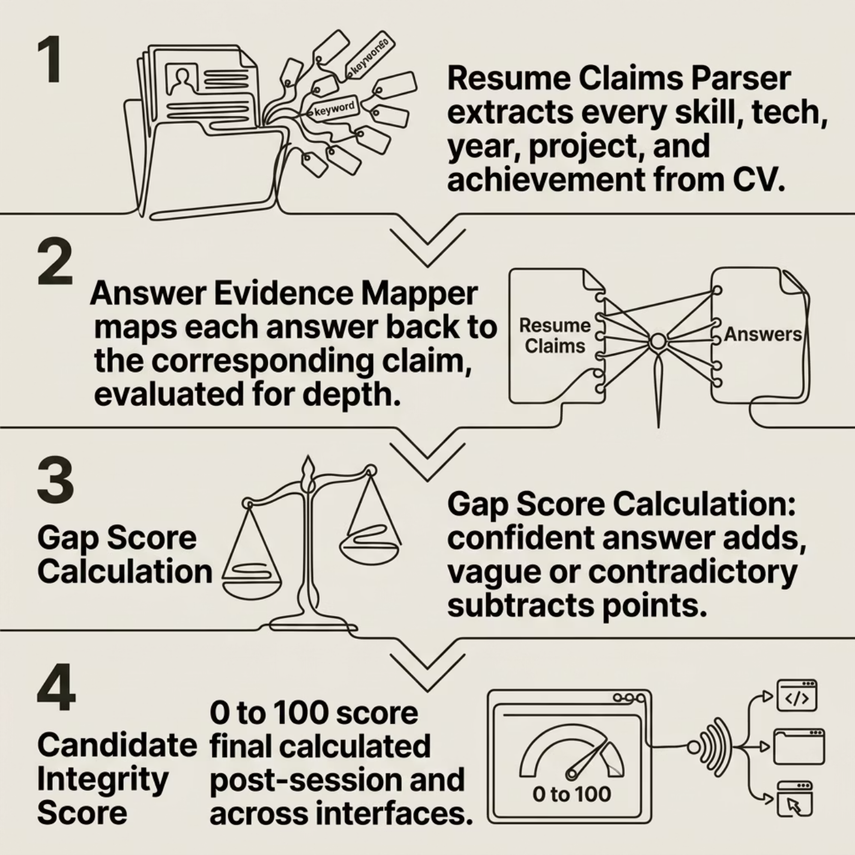 1
keywords
keyword
Resume Claims Parser
extracts every skill, tech,
year, project, and
achievement from CV.
2
Answer Evidence Mapper
maps each answer back to
the corresponding claim,
evaluated for depth.
Resume
Claims
Answers
3
Gap Score
Calculation
Gap Score Calculation:
confident answer adds,
vague or contradictory
subtracts points.
4
Candidate
Integrity
Score
0 to 100 score
final calculated
post-session and
across interfaces.
0 to 100
</>